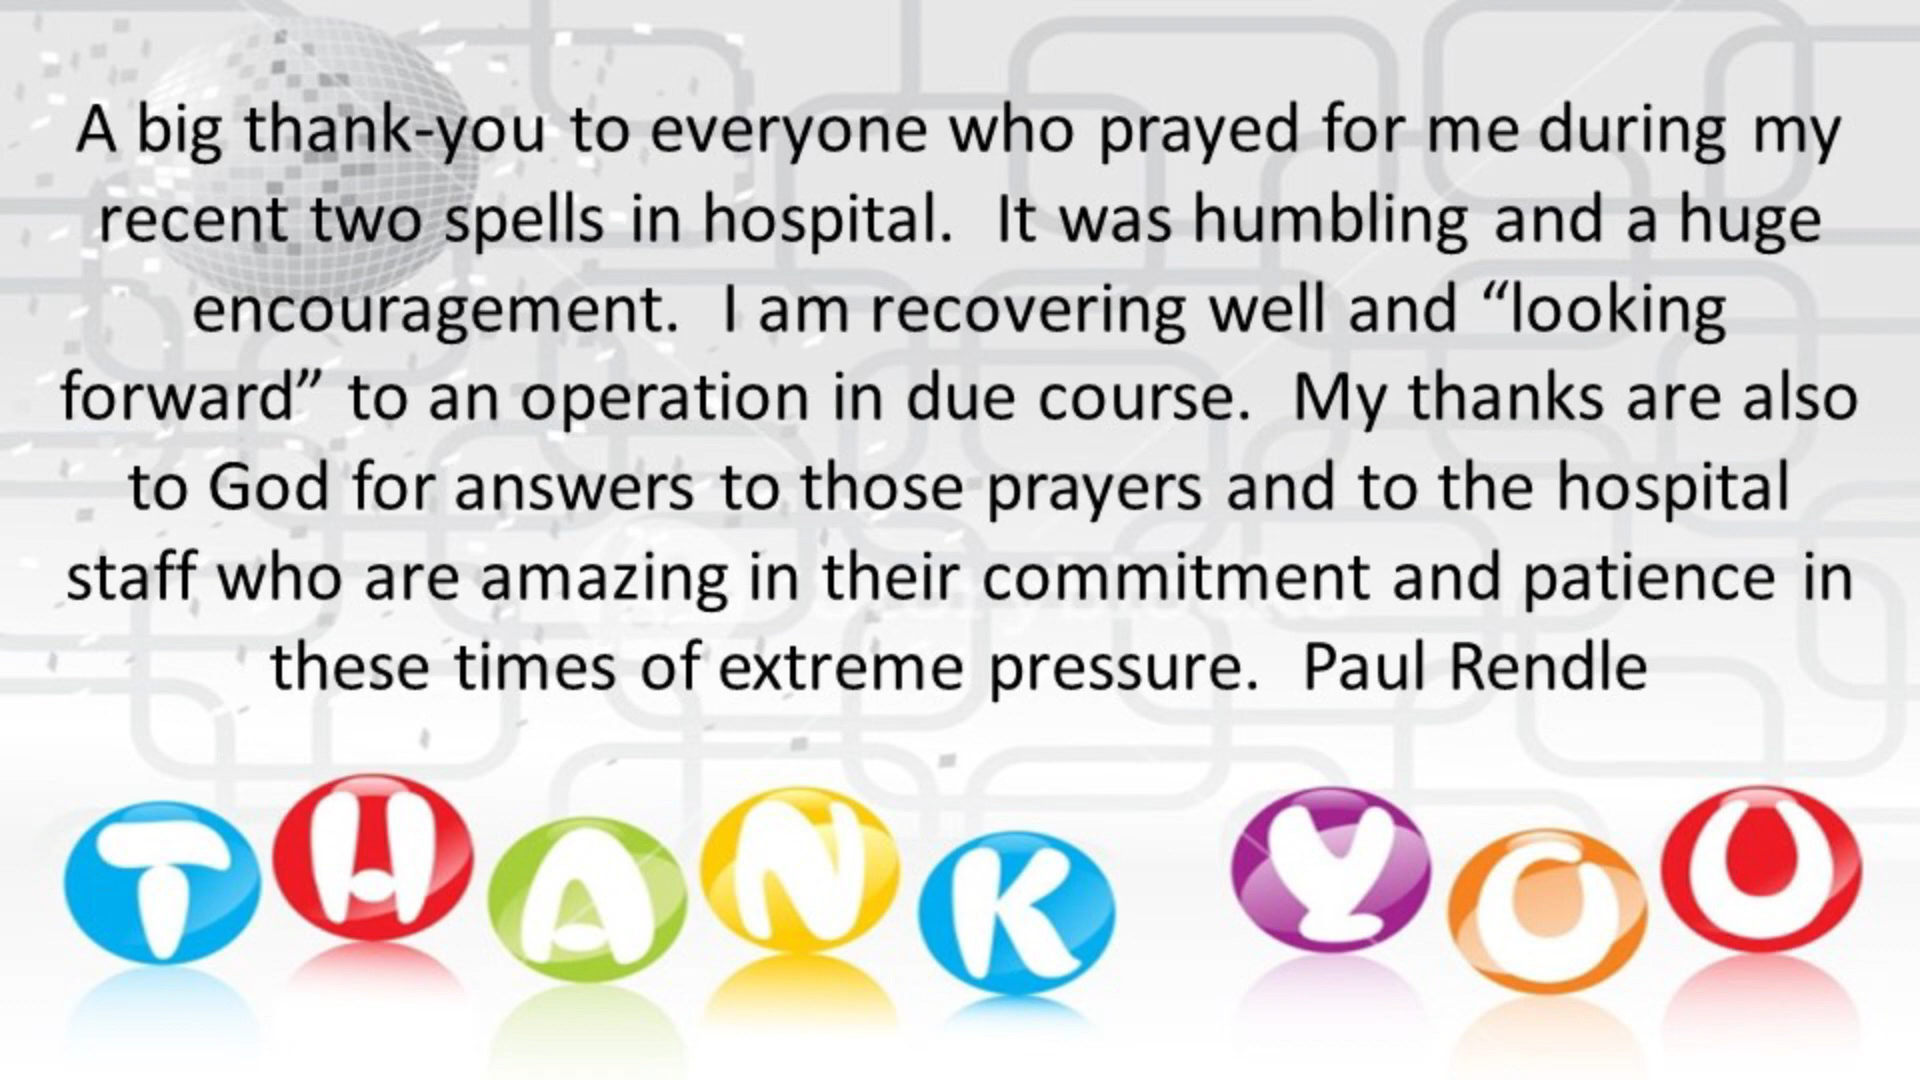 A big thank-you to everyone who prayed for me during my
recent two spells in hospital.  It was humbling and a huge
encouragement.  I am recovering well and “looking
forward” to an operation in due course.  My thanks are also
to God for answers to those prayers and to the hospital
staff who are amazing in their commitment and patience in
these times of extreme pressure.  Paul Rendle
THANK YOU